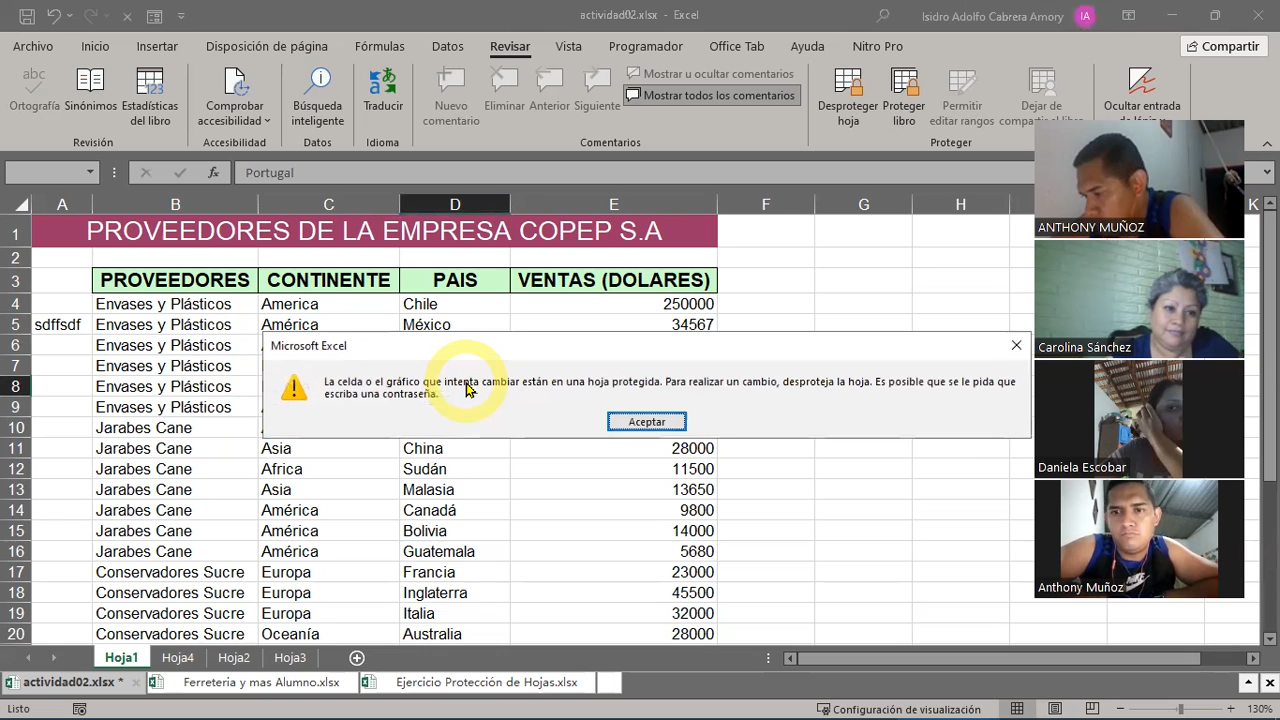 actividad02.xlsx - Excel
Isidro Adolfo Cabrera Amory
IA
Archivo Inicio Insertar Disposición de página Fórmulas Datos Revisar Vista Programador Office Tab Ayuda Nitro Pro Compartir
abc
Ortografía
Sinónimos
Estadísticas del libro
Revisión
Comprobar accesibilidad
Accesibilidad
Búsqueda inteligente
Datos
Traducir
Idioma
Nuevo comentario
Eliminar
Anterior
Siguiente
Mostrar u ocultar comentarios
Mostrar todos los comentarios
Comentarios
Desproteger hoja
Proteger libro
Permitir editar rangos
Dejar de
Proteger
Ocultar entrada
fx Portugal
A B C D E F G H K
1 PROVEEDORES DE LA EMPRESA COPEP S.A
2
3 PROVEEDORES CONTINENTE PAIS VENTAS (DOLARES)
4 Envases y Plásticos America Chile 250000
5 sdffsdf Envases y Plásticos América México 34567
6 Envases y Plásticos
7 Envases y Plásticos
8 Envases y Plásticos
9 Envases y Plásticos
10 Jarabes Cane
11 Jarabes Cane Asia China 28000
12 Jarabes Cane Africa Sudán 11500
13 Jarabes Cane Asia Malasia 13650
14 Jarabes Cane América Canadá 9800
15 Jarabes Cane América Bolivia 14000
16 Jarabes Cane América Guatemala 5680
17 Conservadores Sucre Europa Francia 23000
18 Conservadores Sucre Europa Inglaterra 45500
19 Conservadores Sucre Europa Italia 32000
20 Conservadores Sucre Oceanía Australia 28000
Microsoft Excel
La celda o el gráfico que intenta cambiar están en una hoja protegida. Para realizar un cambio, desproteja la hoja. Es posible que se le pida que
escriba una contraseña.
Aceptar
ANTHONY MUÑOZ
Carolina Sánchez
Daniela Escobar
Anthony Muñoz
Hoja1 Hoja4 Hoja2 Hoja3
actividad02.xlsx * Ferreteria y mas Alumno.xlsx Ejercicio Protección de Hojas.xlsx
Listo Configuración de visualización 130%